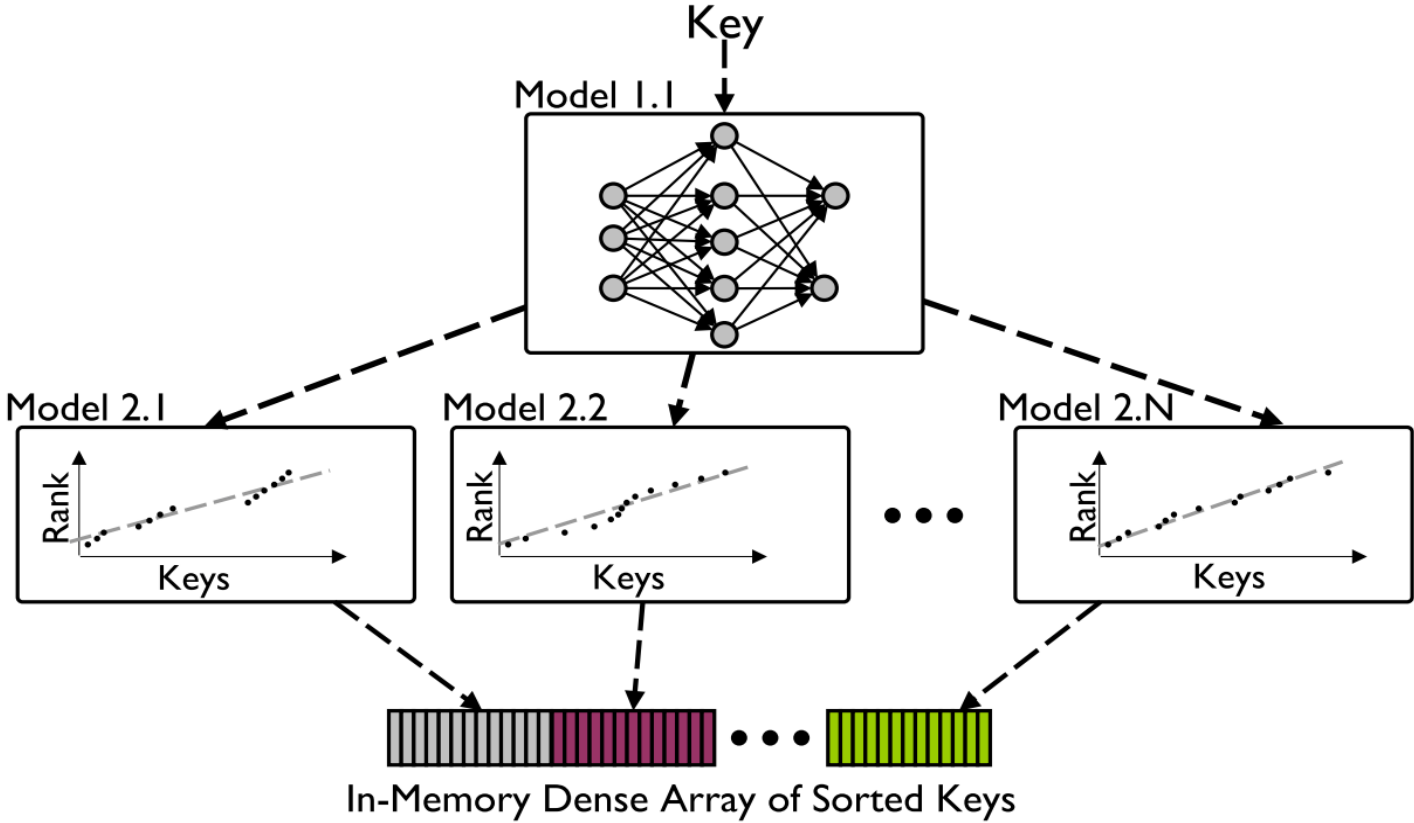 Key
Model 1.1
Model 2.1
Model 2.2
Model 2.N
Rank
Keys
Rank
Keys
Rank
Keys
In-Memory Dense Array of Sorted Keys